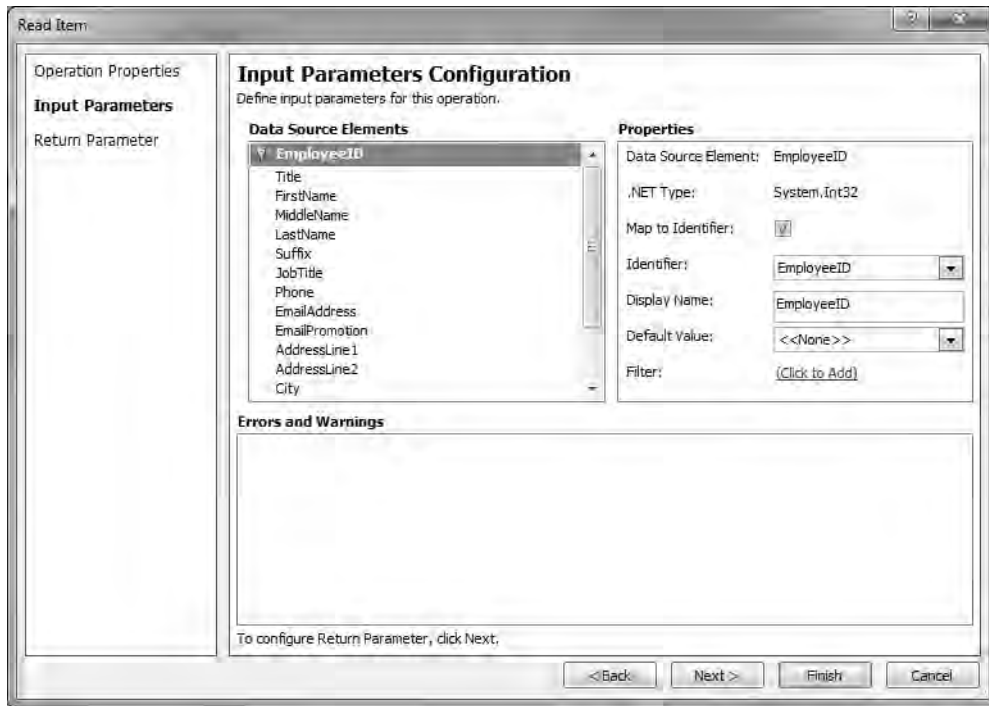 Read Item
Operation Properties
Input Parameters
Return Parameter
Input Parameters Configuration
Define input parameters for this operation.
Data Source Elements
EmployeeID
Title
FirstName
MiddleName
LastName
Suffix
JobTitle
Phone
EmailAddress
EmailPromotion
AddressLine1
AddressLine2
City
Properties
Data Source Element: EmployeeID
.NET Type: System.Int32
Map to Identifier:
Identifier: EmployeeID
Display Name: EmployeeID
Default Value: <<None>>
Filter: (Click to Add)
Errors and Warnings
To configure Return Parameter, click Next.
<Back Next > Finish Cancel